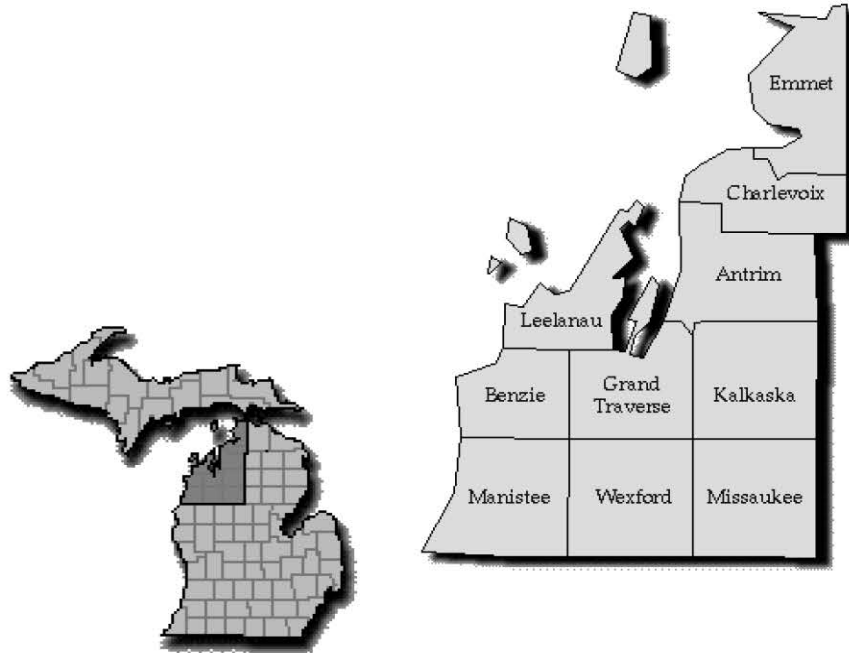 Emmet
Charlevoix
Antrim
Leelanau
Benzie
Grand
Traverse
Kalkaska
Manistee
Wexford
Missaukee